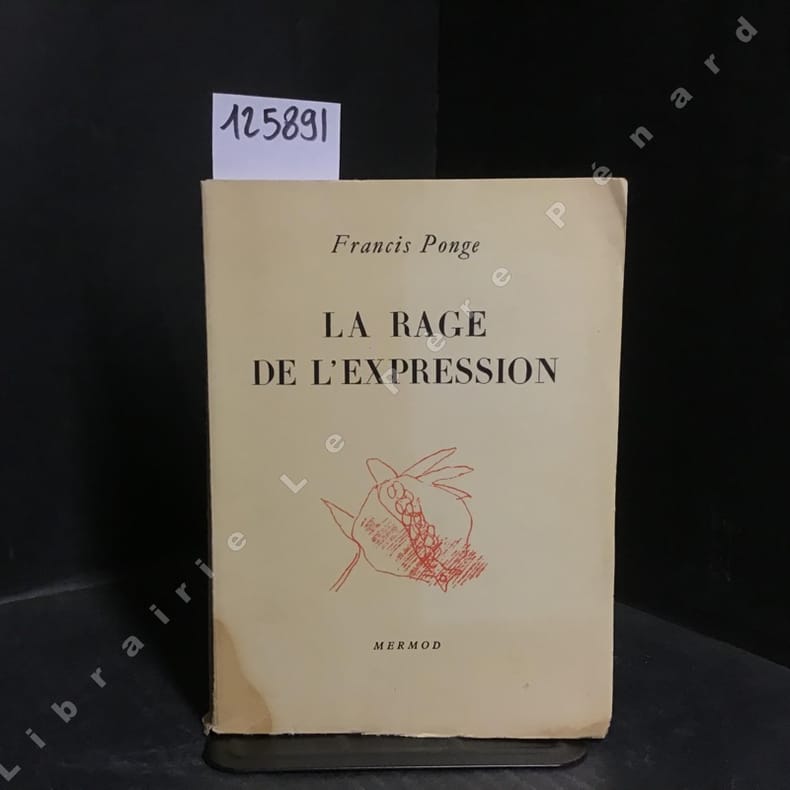 125891
Francis Ponge
LA RAGE
DE L'EXPRESSION
MERMOD
Librairie Le Père Pénard